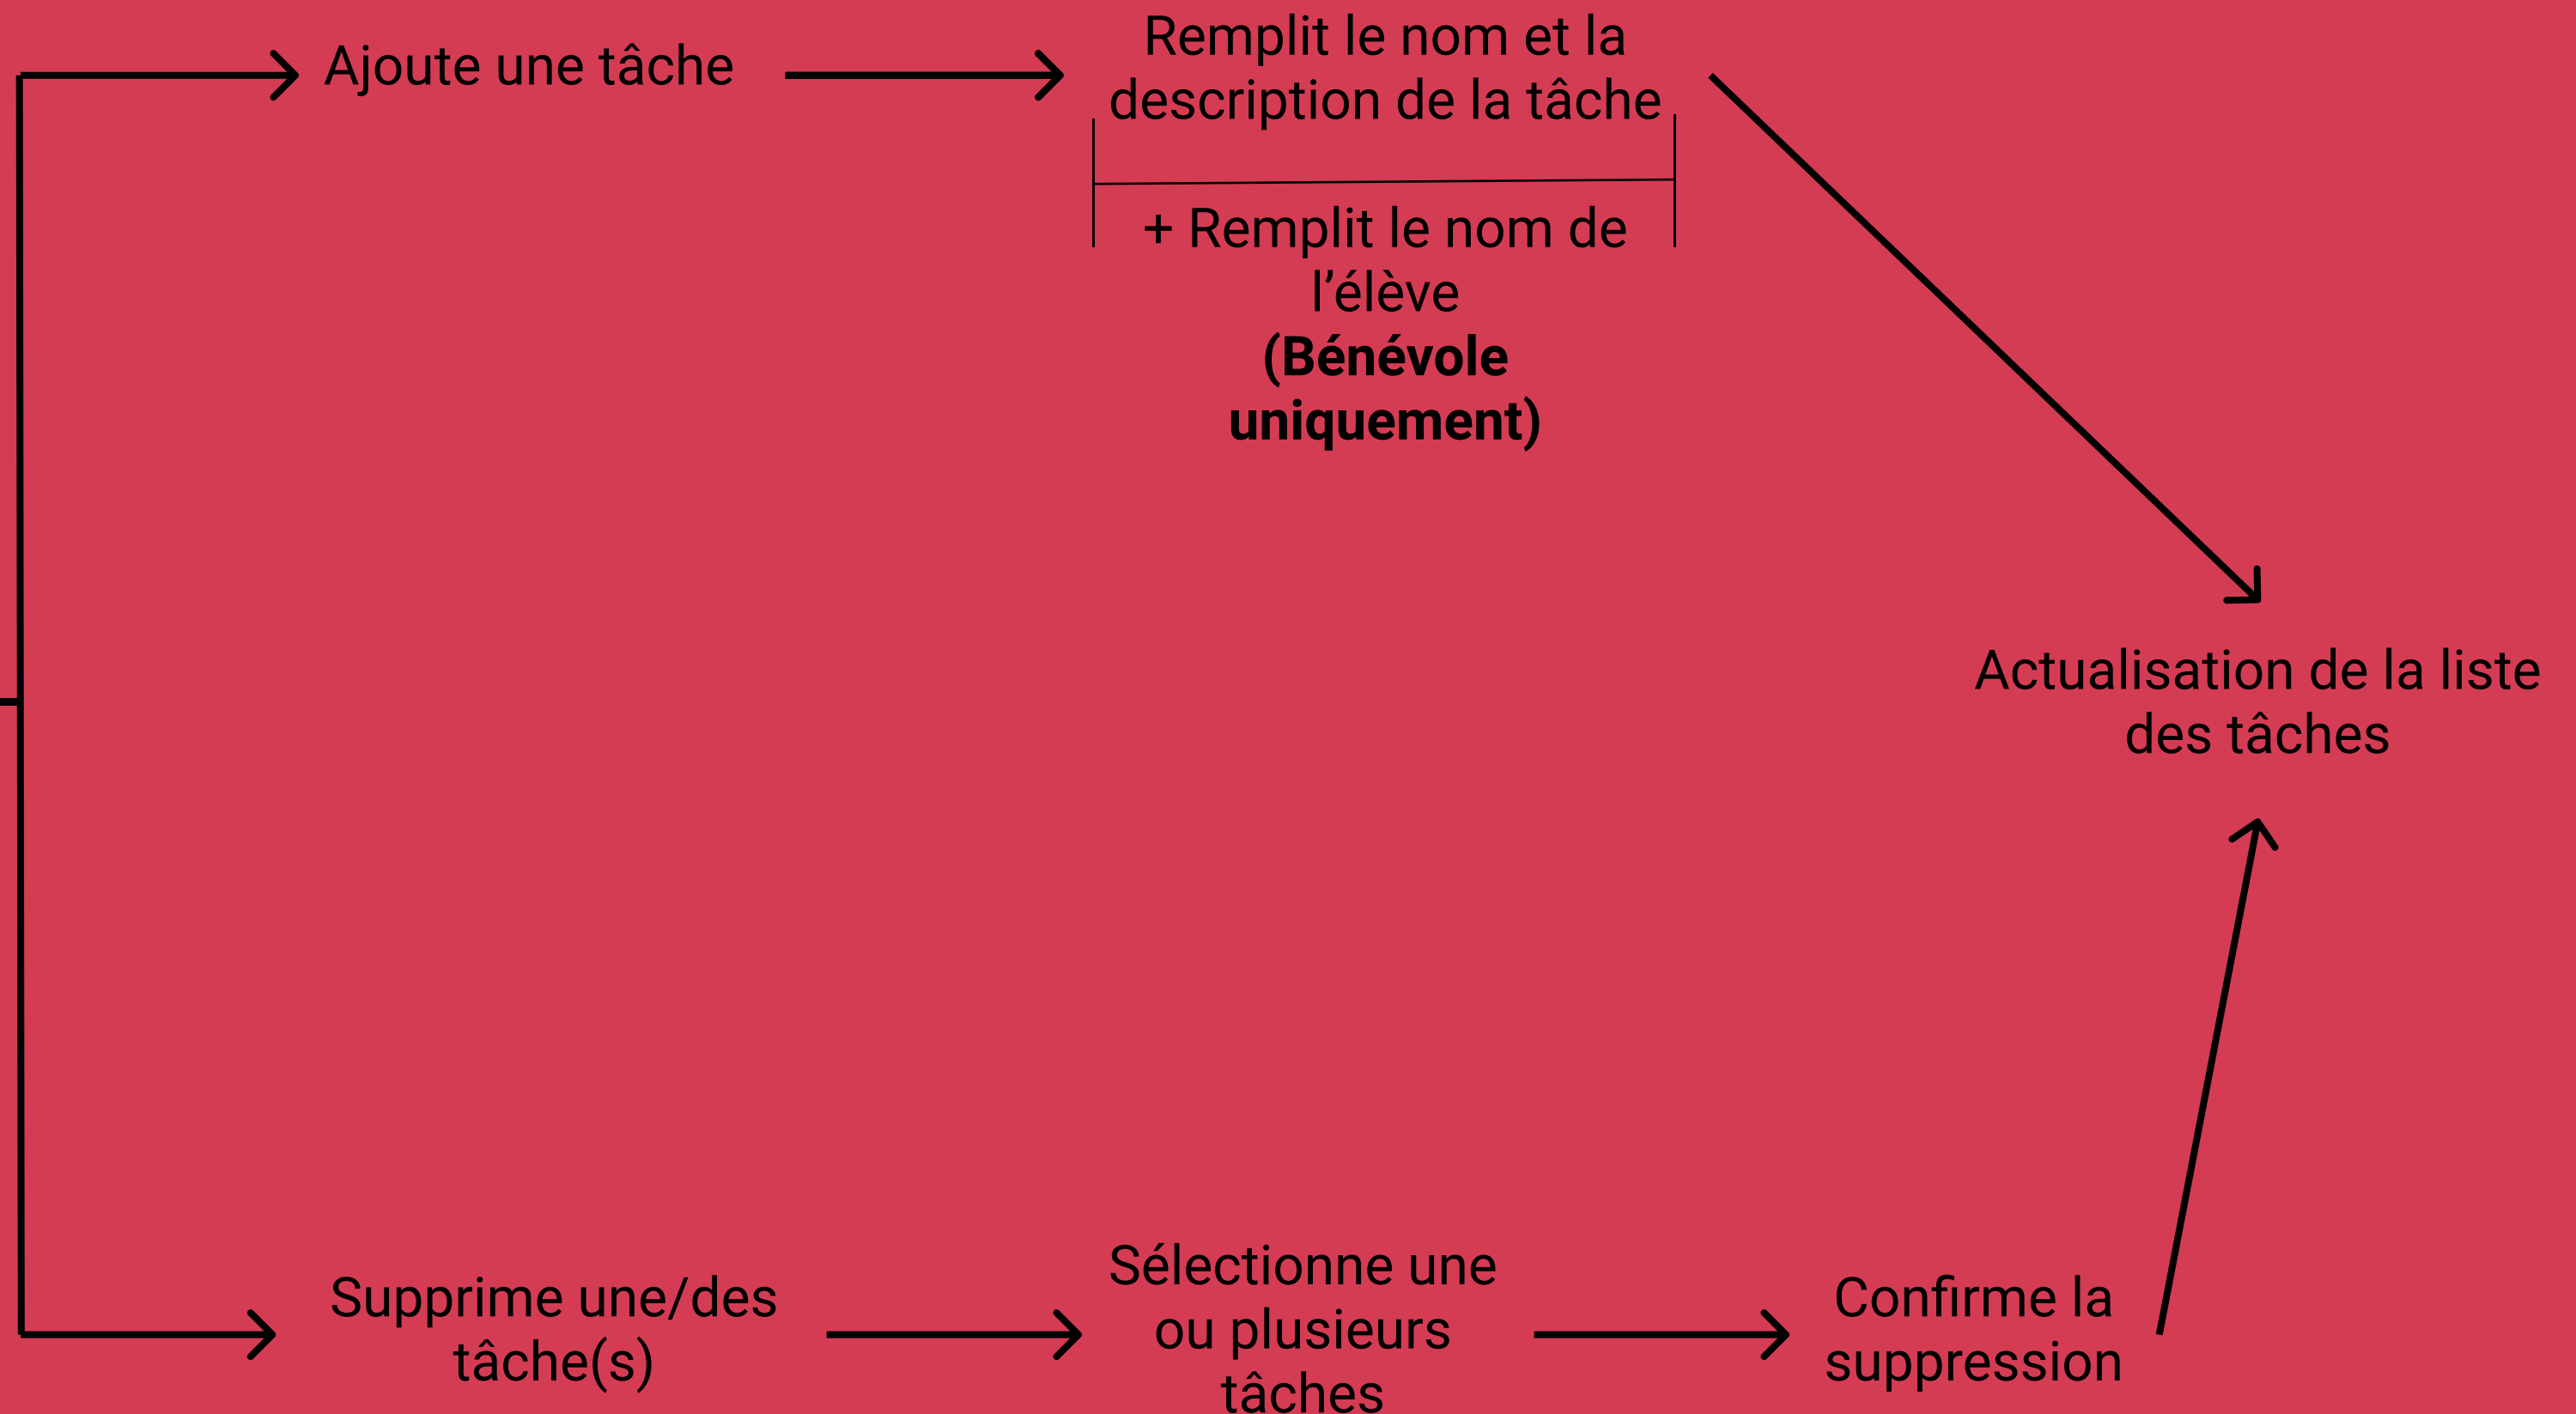 Ajoute une tâche
Remplit le nom et la
description de la tâche
+ Remplit le nom de
l’élève
(Bénévole
uniquement)
Actualisation de la liste
des tâches
Supprime une/des
tâche(s)
Sélectionne une
ou plusieurs
tâches
Confirme la
suppression